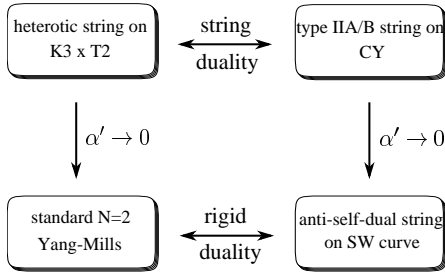 heterotic string on
K3 x T2
string
duality
type IIA/B string on
CY
α′ → 0
α′ → 0
standard N=2
Yang-Mills
rigid
duality
anti-self-dual string
on SW curve